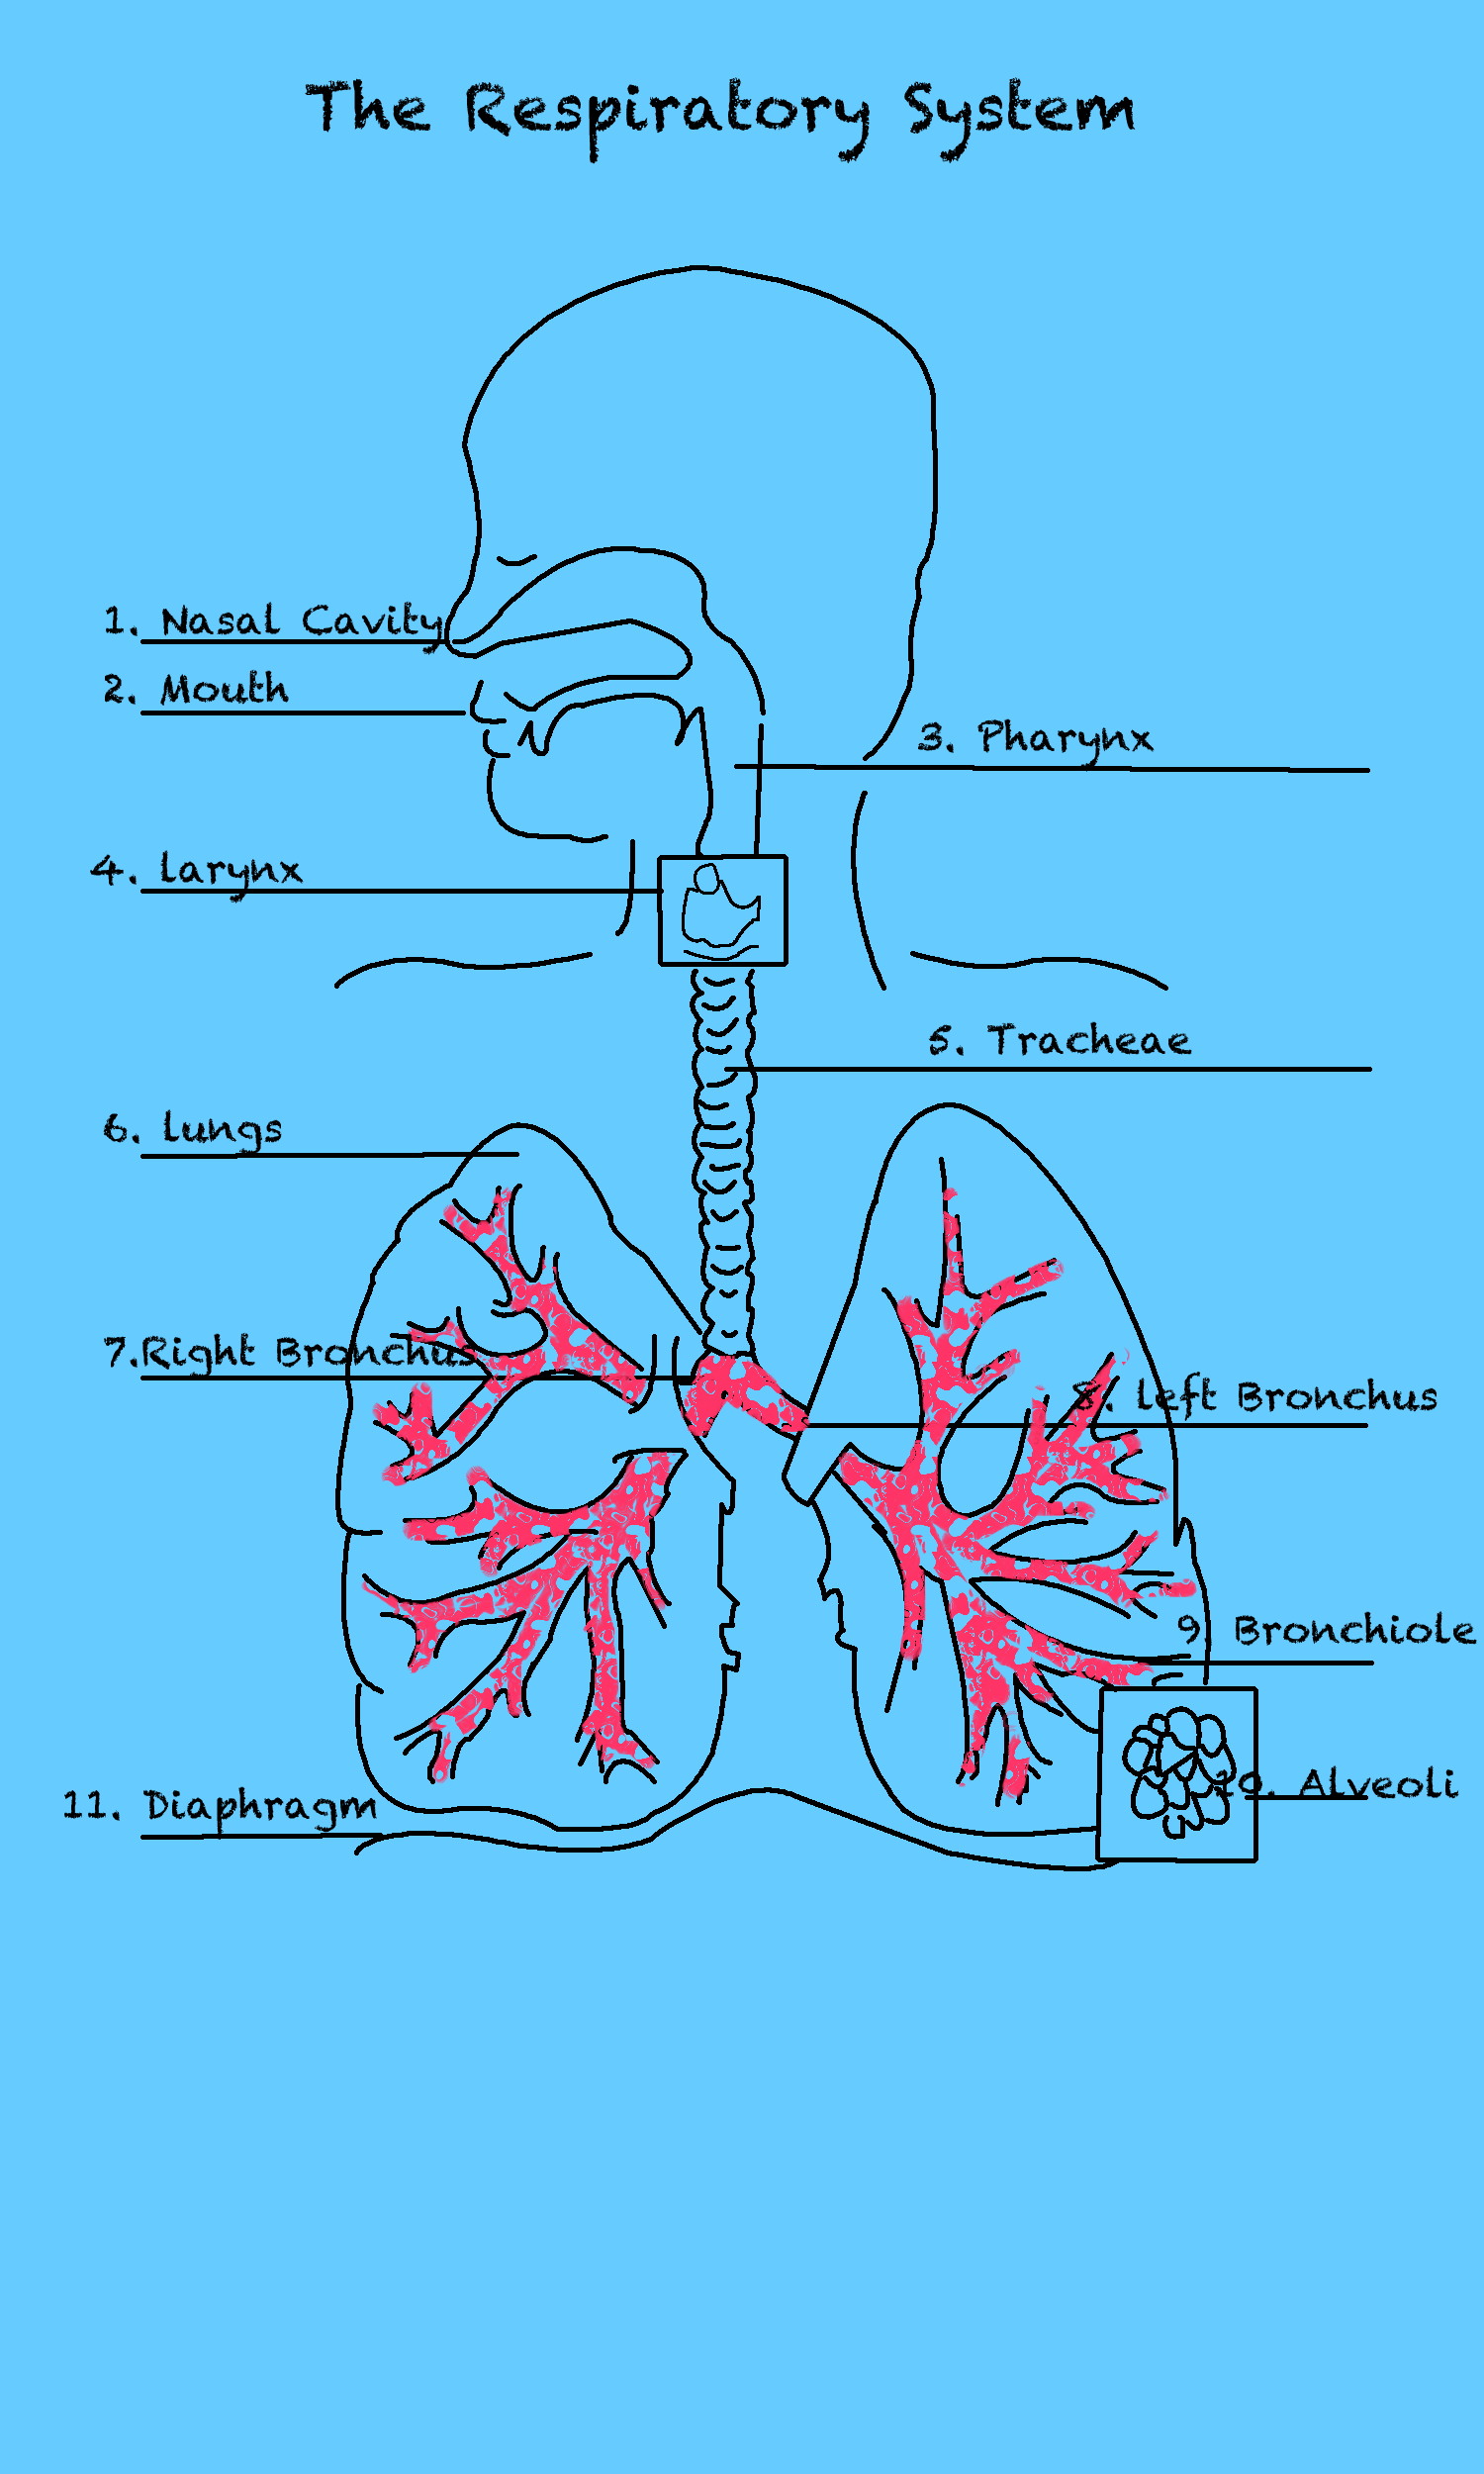 The Respiratory System
1. Nasal Cavity
2. Mouth
3. Pharynx
4. larynx
5. Tracheae
6. lungs
7.Right Bronchus
8. left Bronchus
9 Bronchiole
10. Alveoli
11. Diaphragm